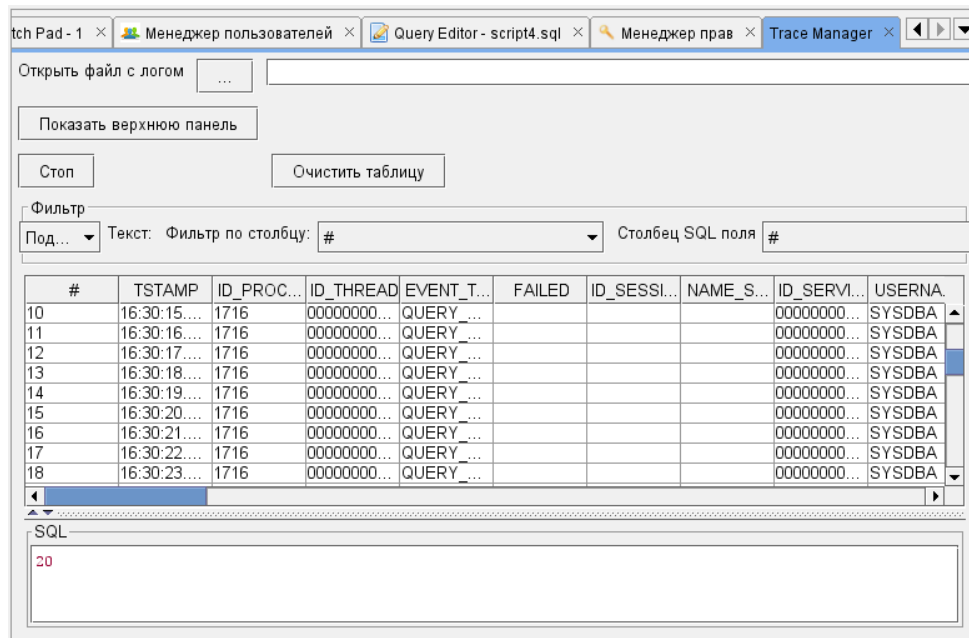 tch Pad - 1 Менеджер пользователей Query Editor - script4.sql Менеджер прав Trace Manager
Открыть файл с логом ...
Показать верхнюю панель
Стоп Очистить таблицу
Фильтр
Под... Текст: Фильтр по столбцу: # Столбец SQL поля #
# TSTAMP ID_PROC... ID_THREAD EVENT_T... FAILED ID_SESSI... NAME_S... ID_SERVI... USERNA.
10 16:30:15.... 1716 00000000... QUERY_... 00000000... SYSDBA
11 16:30:16.... 1716 00000000... QUERY_... 00000000... SYSDBA
12 16:30:17.... 1716 00000000... QUERY_... 00000000... SYSDBA
13 16:30:18.... 1716 00000000... QUERY_... 00000000... SYSDBA
14 16:30:19.... 1716 00000000... QUERY_... 00000000... SYSDBA
15 16:30:20.... 1716 00000000... QUERY_... 00000000... SYSDBA
16 16:30:21.... 1716 00000000... QUERY_... 00000000... SYSDBA
17 16:30:22.... 1716 00000000... QUERY_... 00000000... SYSDBA
18 16:30:23.... 1716 00000000... QUERY_... 00000000... SYSDBA
SQL
20